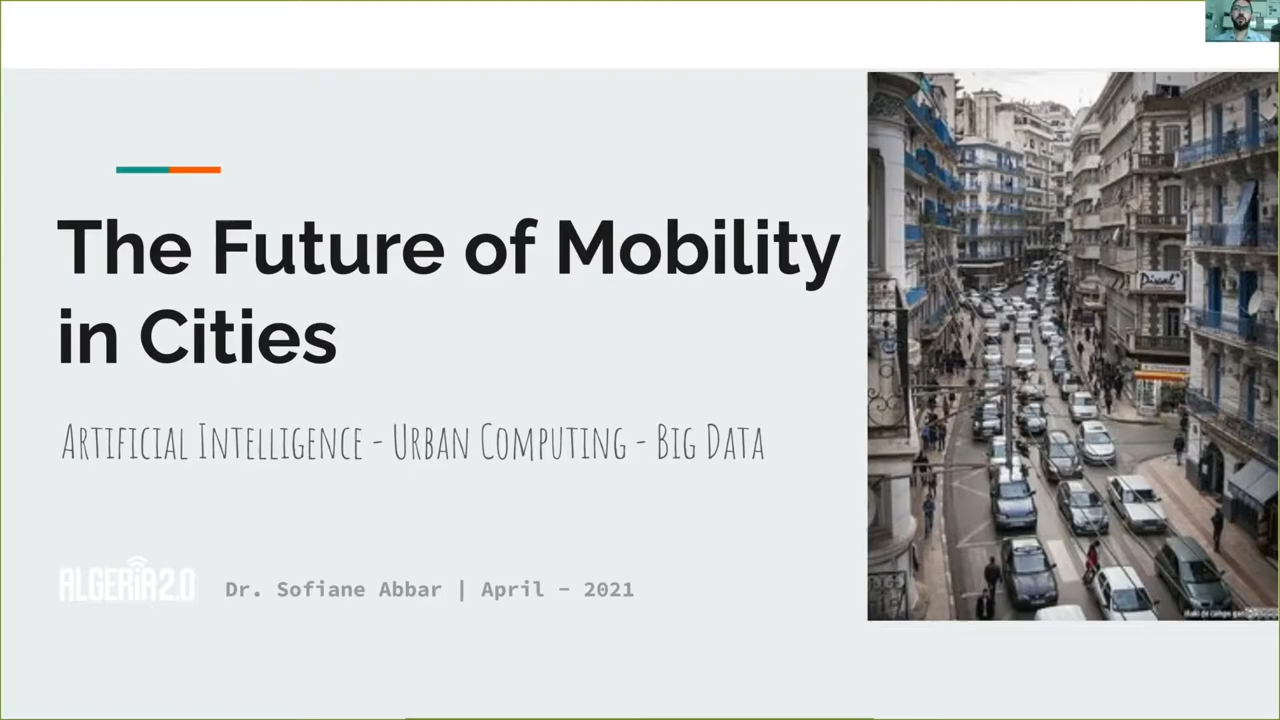 The Future of Mobility
in Cities
Artificial Intelligence - Urban Computing - Big Data
ALGERIA2.0
Dr. Sofiane Abbar | April – 2021
Pixal